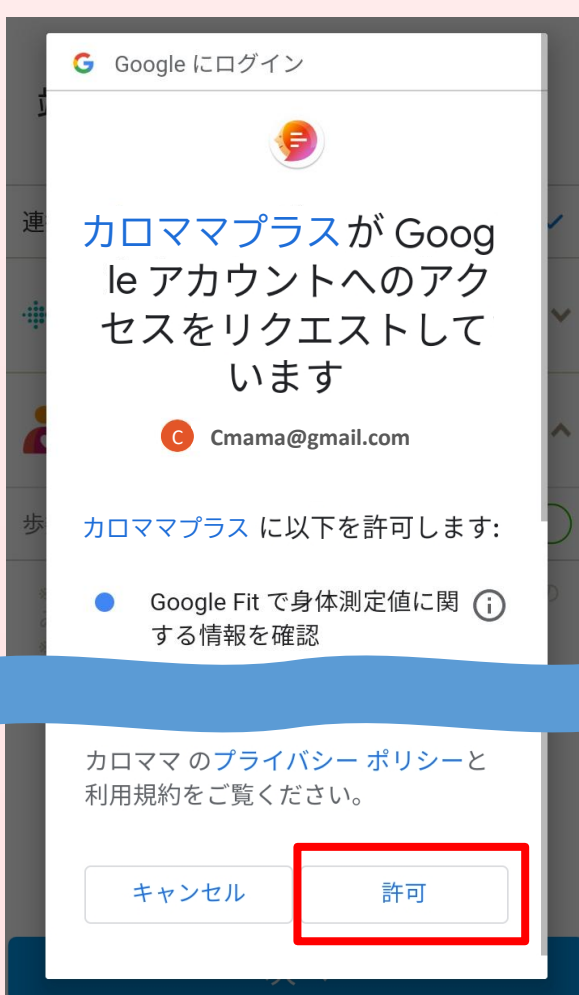 Google にログイン
カロママプラスが Goog
le アカウントへのアク
セスをリクエストして
います
C Cmama@gmail.com
連
歩
カロママプラス に以下を許可します:
Google Fit で身体測定値に関
する情報を確認
カロママ のプライバシー ポリシーと
利用規約をご覧ください。
キャンセル 許可